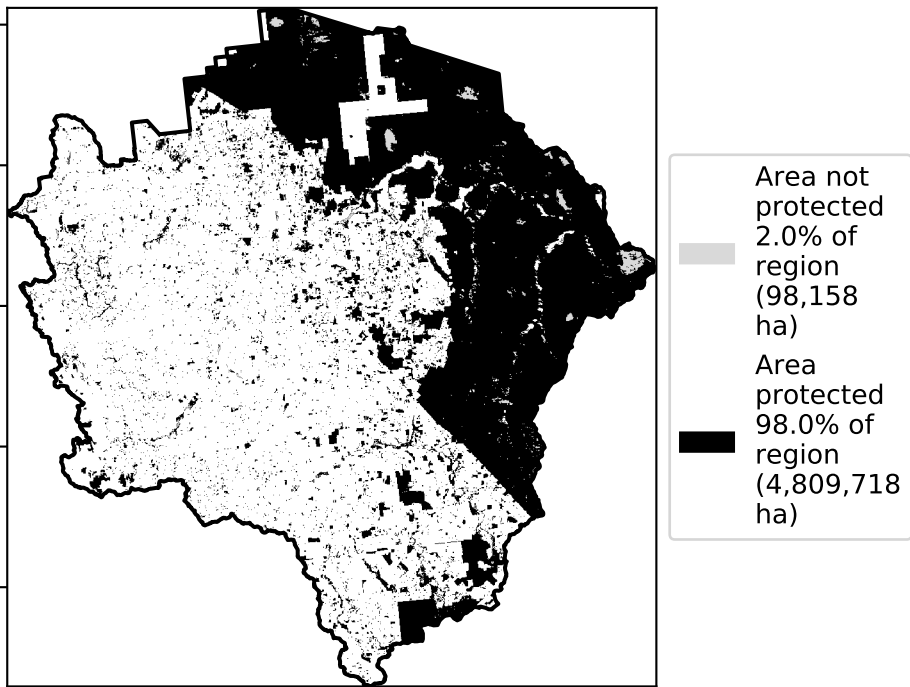 Area not
protected
2.0% of
region
(98,158
ha)
Area
protected
98.0% of
region
(4,809,718
ha)